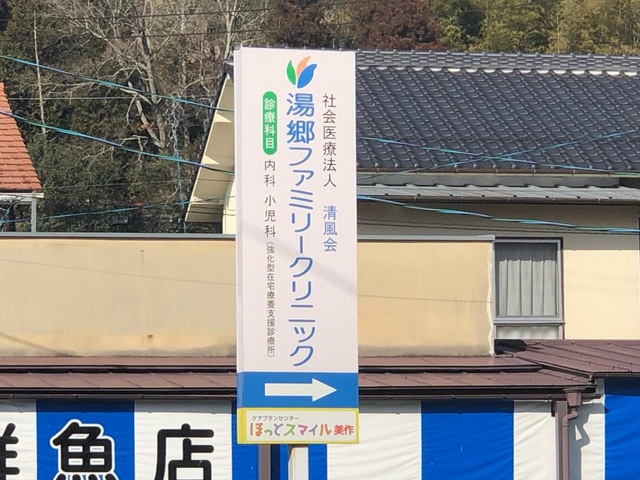 社会医療法人 清風会
湯郷ファミリークリニック
診療科目 内科 小児科(強化型在宅療養支援診療所)
ケアプランセンター
ほっとスマイル美作
鮮魚店